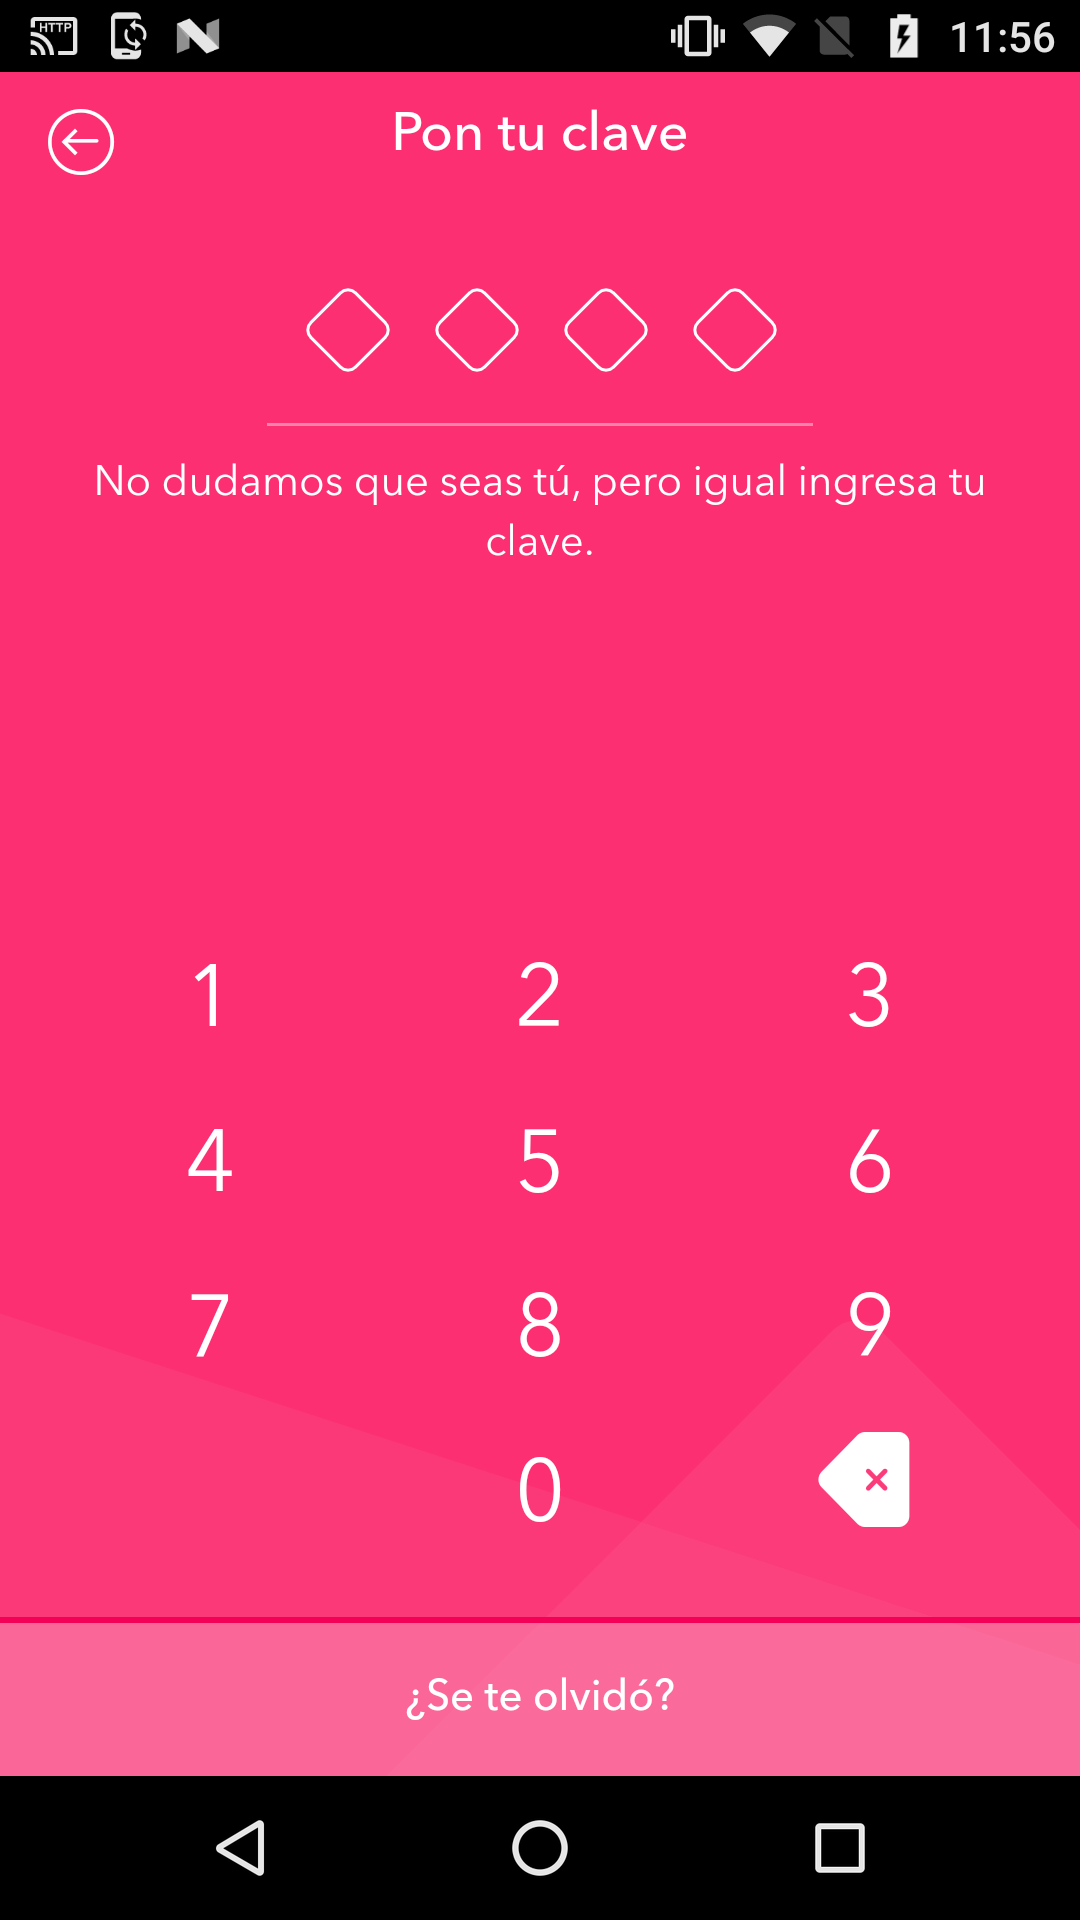 HTTP
11:56
Pon tu clave
No dudamos que seas tú, pero igual ingresa tu
clave.
1 2 3
4 5 6
7 8 9
0
¿Se te olvidó?